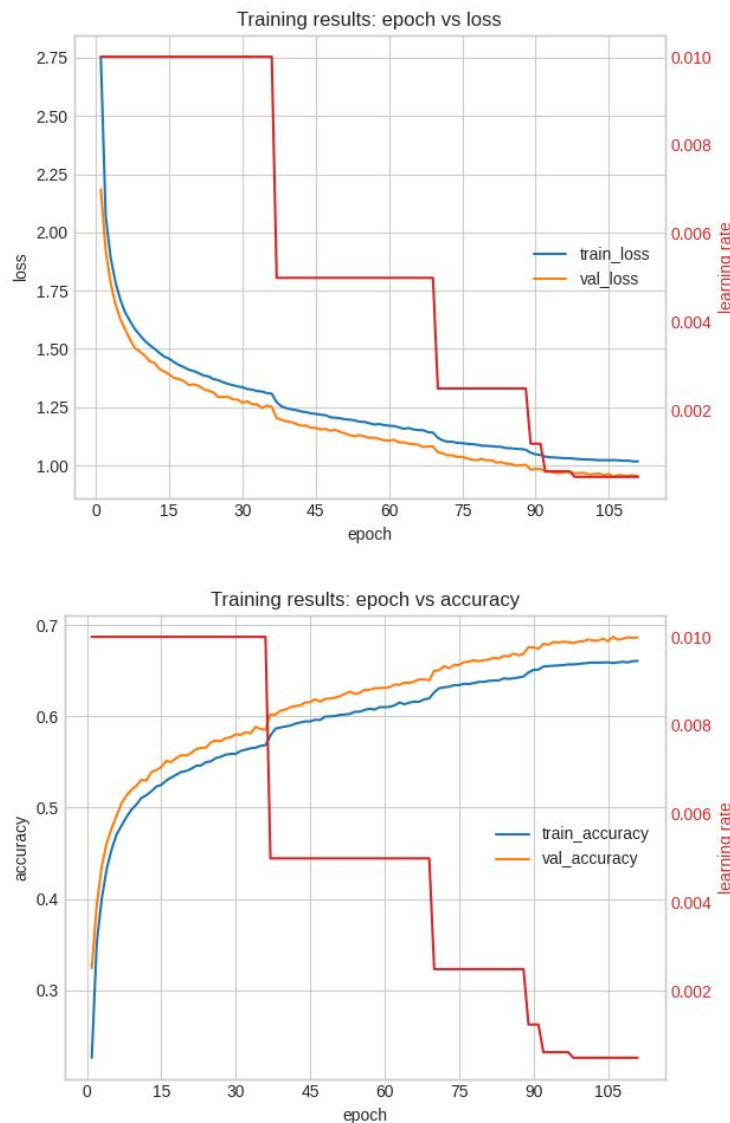 Training results: epoch vs loss
2.75
2.50
2.25
2.00
1.75
1.50
1.25
1.00
loss
0.010
0.008
0.006
0.004
0.002
learning rate
train_loss
val_loss
0 15 30 45 60 75 90 105
epoch
Training results: epoch vs accuracy
0.7
0.6
0.5
0.4
0.3
accuracy
0.010
0.008
0.006
0.004
0.002
learning rate
train_accuracy
val_accuracy
0 15 30 45 60 75 90 105
epoch